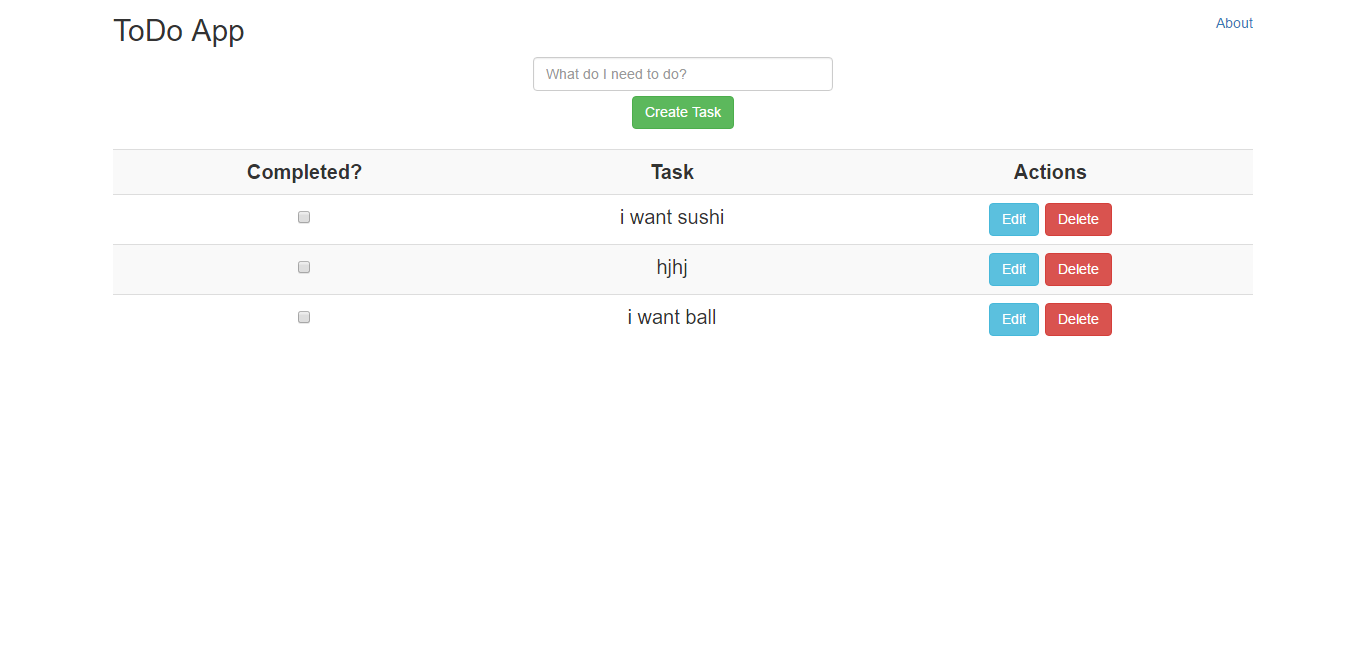 ToDo App
About
What do I need to do?
Create Task
Completed? Task Actions
i want sushi Edit Delete
hjhj Edit Delete
i want ball Edit Delete